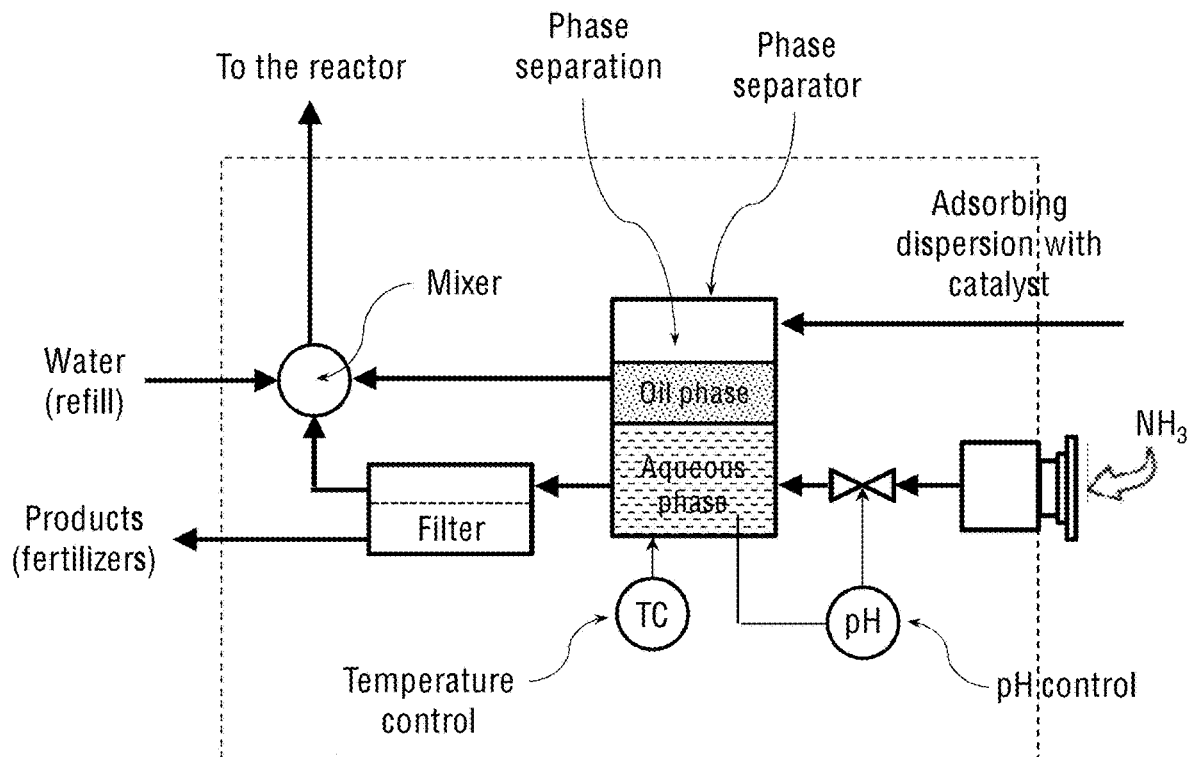 Phase
separation
Phase
separator
To the reactor
Adsorbing
dispersion with
catalyst
Mixer
Water
(refill)
Oil phase
NH₃
Aqueous
phase
Products
(fertilizers)
Filter
TC
pH
Temperature
control
pH control